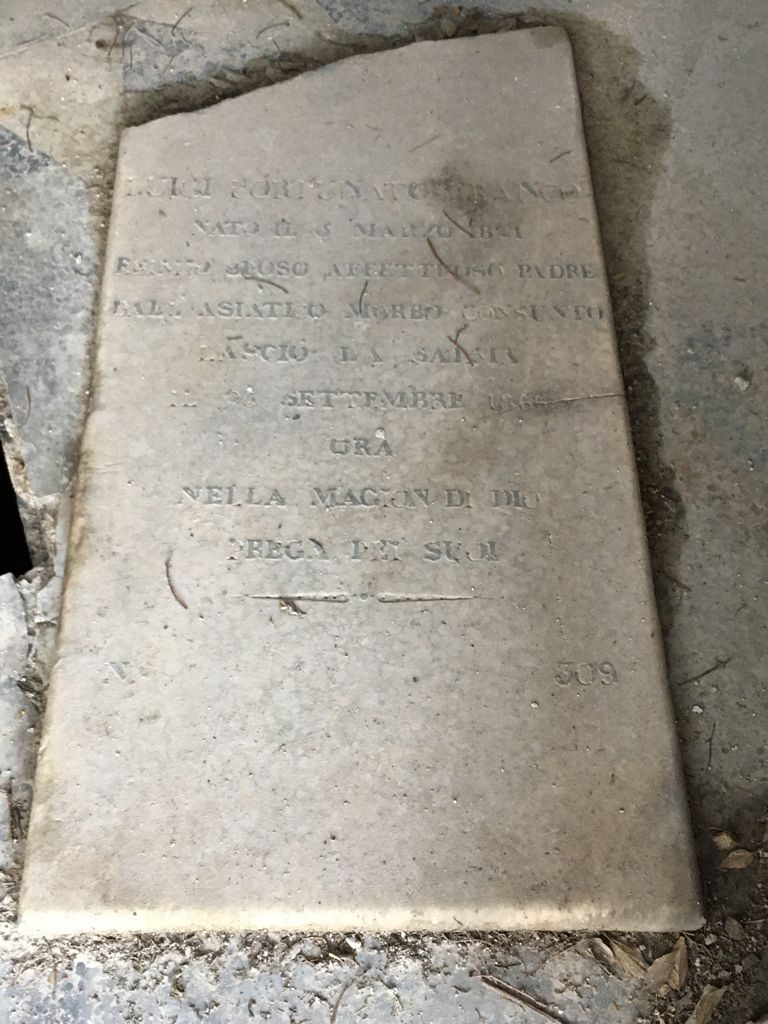 LUIGI FORTUNATO FRANCO
NATO IL 3 MARZO
SPOSO AFFETTUOSO PADRE
DALL'ASIATICO MORBO CONSUNTO
LASCIÒ LA SALMA
IL SETTEMBRE
ORA
NELLA MAGION DI DIO
PREGA PEI SUOI
N. 509